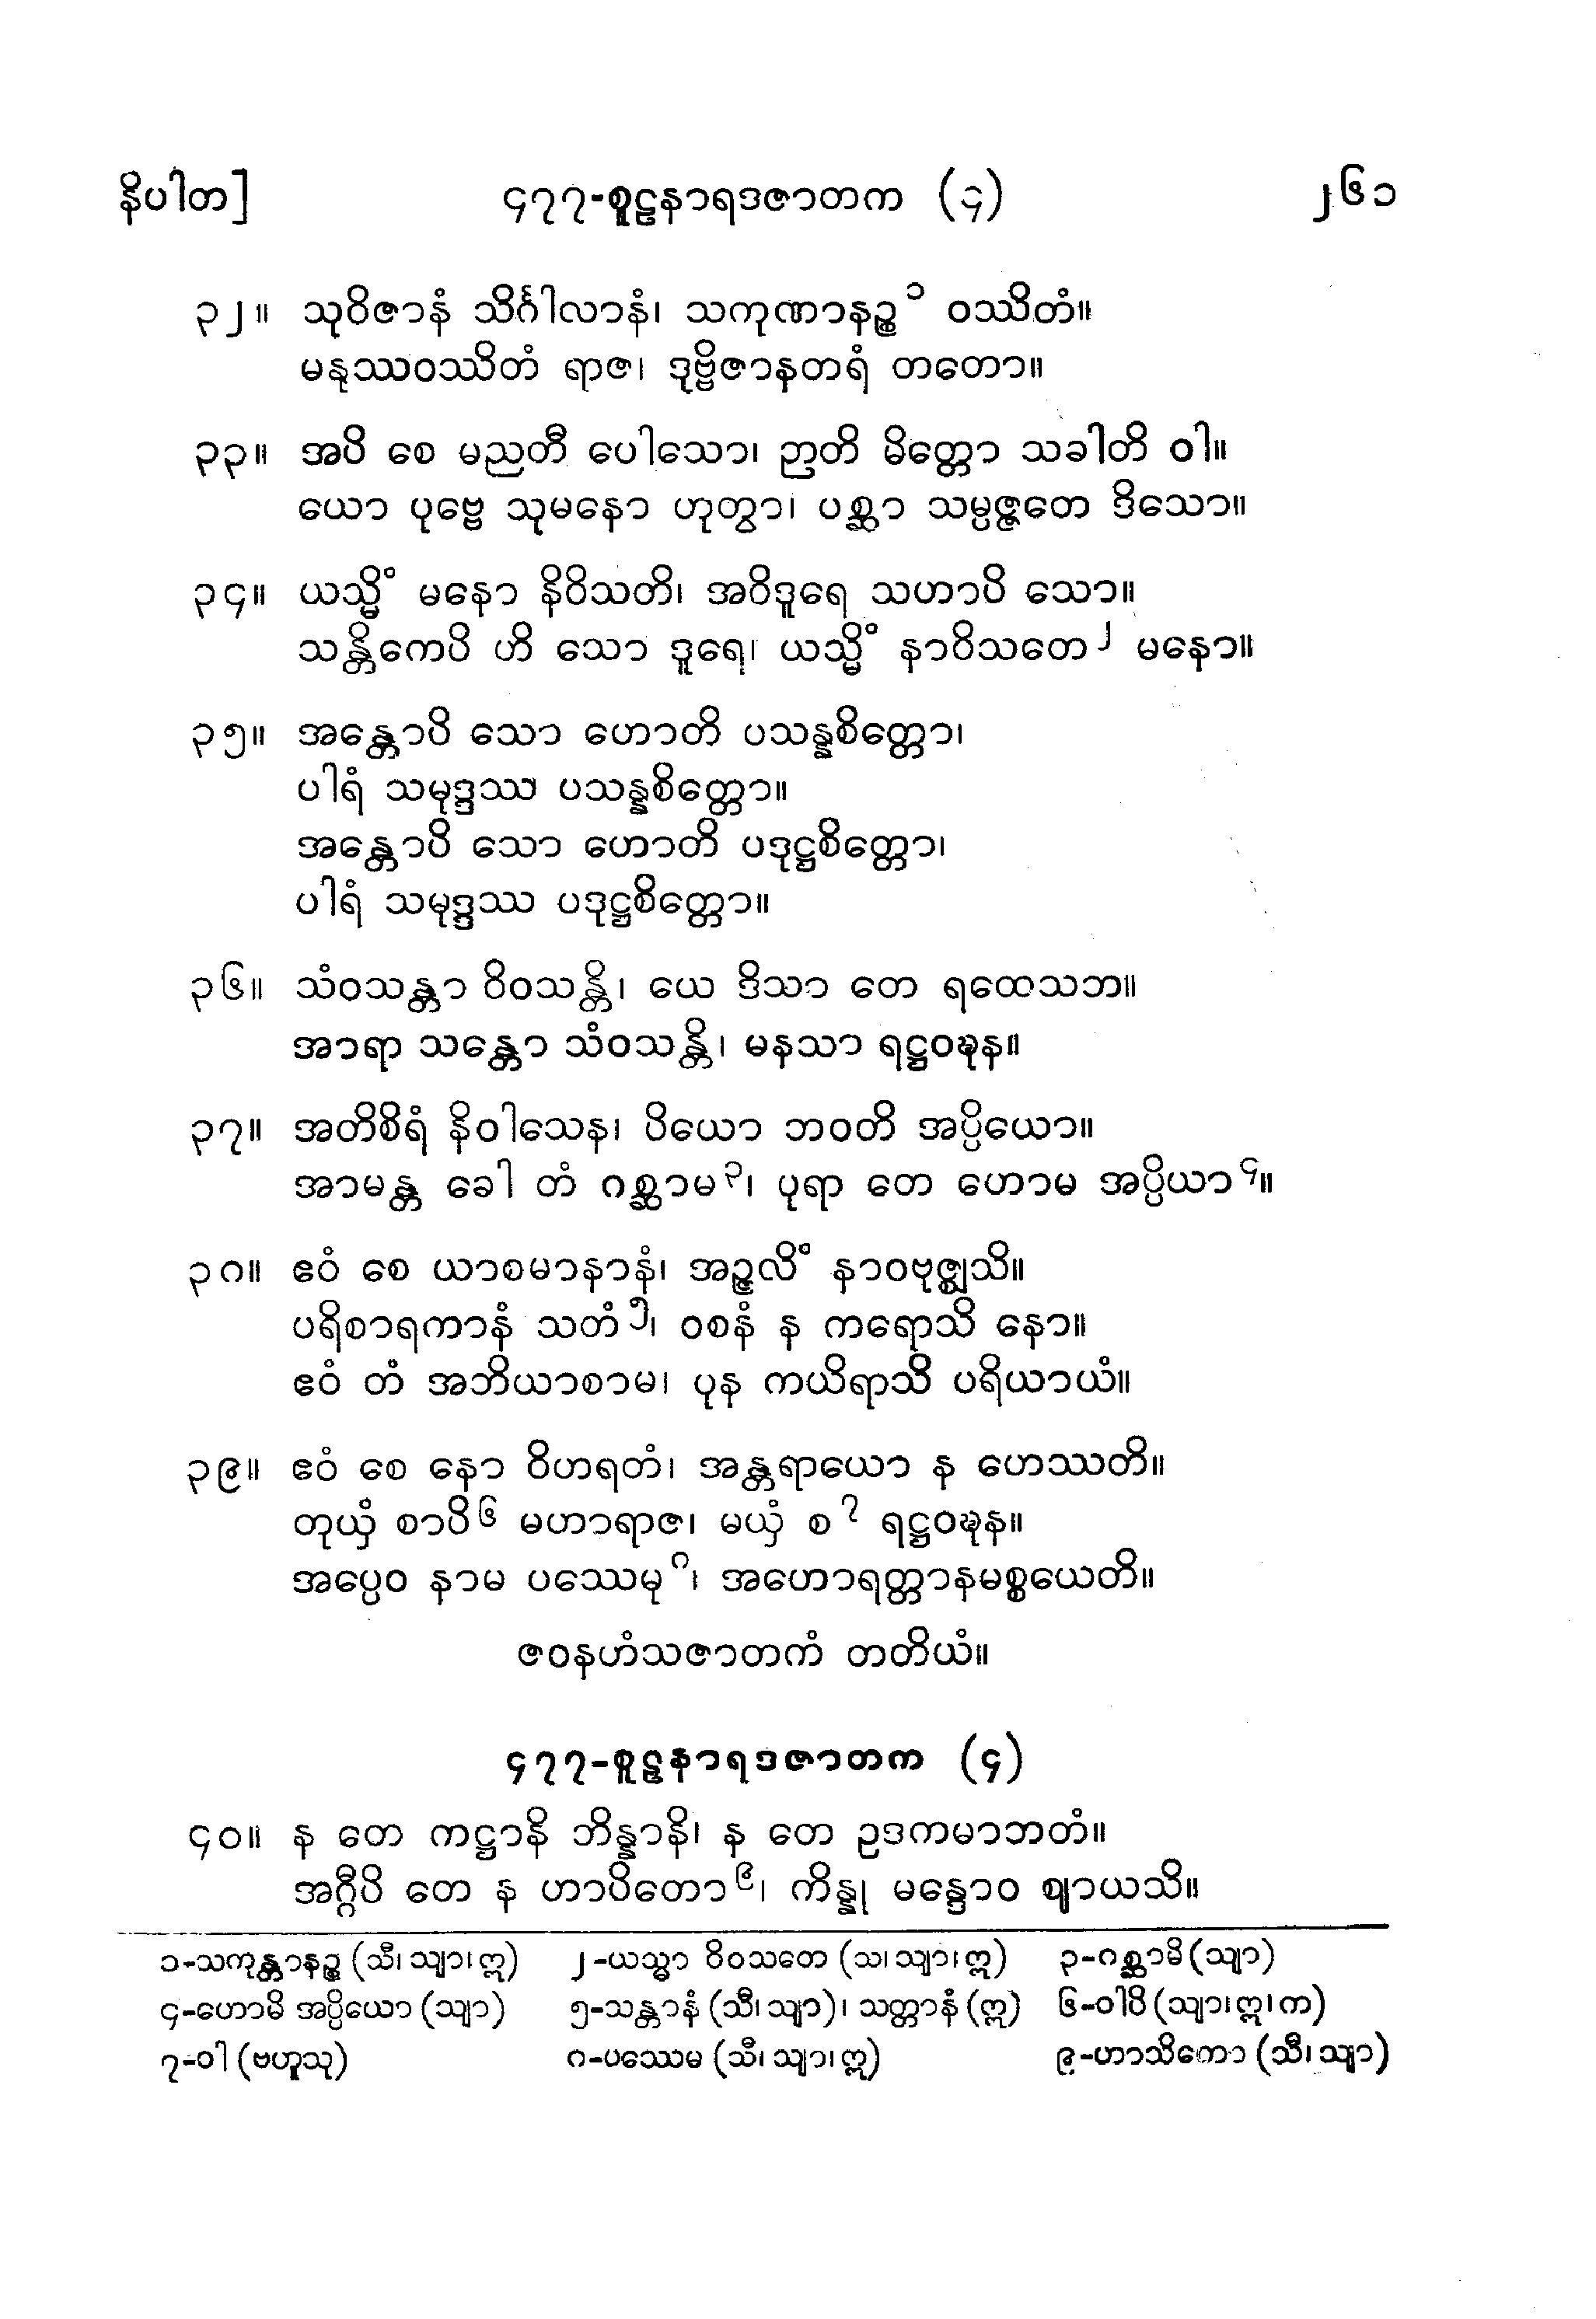 နိပါတ]	၄၇၇-စူဠနာရဒဇာတက (၄)	၂၆၁
၃၂။ သုဝိဇာနံ သိင်္ဂါလာနံ၊ သကုဏာနဉ္စ၁ ဝဿိတံ။
မနုဿဝဿိတံ ရာဇ၊ ဒုဗ္ဗိဇာနတရံ တတော။
၃၃။ အပိ စေ မညတီ ပေါသော၊ ဉာတိ မိတ္တော သခါတိ ဝါ။
ယော ပုဗ္ဗေ သုမနော ဟုတွာ၊ ပစ္ဆာ သမ္ပဇ္ဇတေ ဒိသော။
၃၄။ ယသ္မိံ မနော နိဝိသတိ၊ အဝိဒူရေ သဟာပိ သော။
သန္တိကေပိ ဟိ သော ဒူရေ၊ ယသ္မိံ နာဝိသတေ၂ မနော။
၃၅။ အန္တောပိ သော ဟောတိ ပသန္နစိတ္တော၊
ပါရံ သမုဒ္ဒဿ ပသန္နစိတ္တော။
အန္တောပိ သော ဟောတိ ပဒုဋ္ဌစိတ္တော၊
ပါရံ သမုဒ္ဒဿ ပဒုဋ္ဌစိတ္တော။
၃၆။ သံဝသန္တာ ဝိဝသန္တိ၊ ယေ ဒိသာ တေ ရထေသဘ။
အာရာ သန္တော သံဝသန္တိ၊ မနသာ ရဋ္ဌဝဍ္ဎန။
၃၇။ အတိစိရံ နိဝါသေန၊ ပိယော ဘဝတိ အပ္ပိယော။
အာမန္တ ခေါ တံ ဂစ္ဆာမ၃၊ ပုရာ တေ ဟောမ အပ္ပိယာ၄။
၃၈။ ဧဝံ စေ ယာစမာနာနံ၊ အဉ္ဇလိံ နာဝဗုဇ္ဈသိ။
ပရိစာရကာနံ သတံ၅၊ ဝစနံ န ကရောသိ နော။
ဧဝံ တံ အဘိယာစာမ၊ ပုန ကယိရာသိ ပရိယာယံ။
၃၉။ ဧဝံ စေ နော ဝိဟရတံ၊ အန္တရာယော န ဟေဿတိ။
တုယှံ စာပိ၆ မဟာရာဇ၊ မယှံ စ၇ ရဋ္ဌဝဍ္ဎန။
အပ္ပေဝ နာမ ပဿေမု၈၊ အဟောရတ္တာနမစ္စယေတိ။
ဇဝနဟံသဇာတကံ တတိယံ။
၄၇၇-စူဠနာရဒဇာတက (၄)
၄၀။ န တေ ကဋ္ဌာနိ ဘိန္နာနိ၊ န တေ ဥဒကမာဘတံ။
အဂ္ဂီပိ တေ န ဟာပိတော၉၊ ကိန္နု မန္ဒောဝ ဈာယသိ။
၁-သကုန္တာနဉ္စ (သီ၊ သျာ၊ ဣ)	၂-ယသ္မာ ဝိဝသတေ (သ၊ သျာ၊ ဣ)	၃-ဂစ္ဆာမိ (သျာ)
၄-ဟောမိ အပ္ပိယော (သျာ)	၅-သန္တာနံ (သီ၊ သျာ)၊ သတ္တာနံ (ဣ)	၆-ဝါပိ (သျာ၊ ဣ၊ က)
၇-ဝါ (ဗဟူသု)	၈-ပဿေမ (သီ၊ သျာ၊ ဣ)	၉-ဟာသိကော (သီ၊ သျာ)